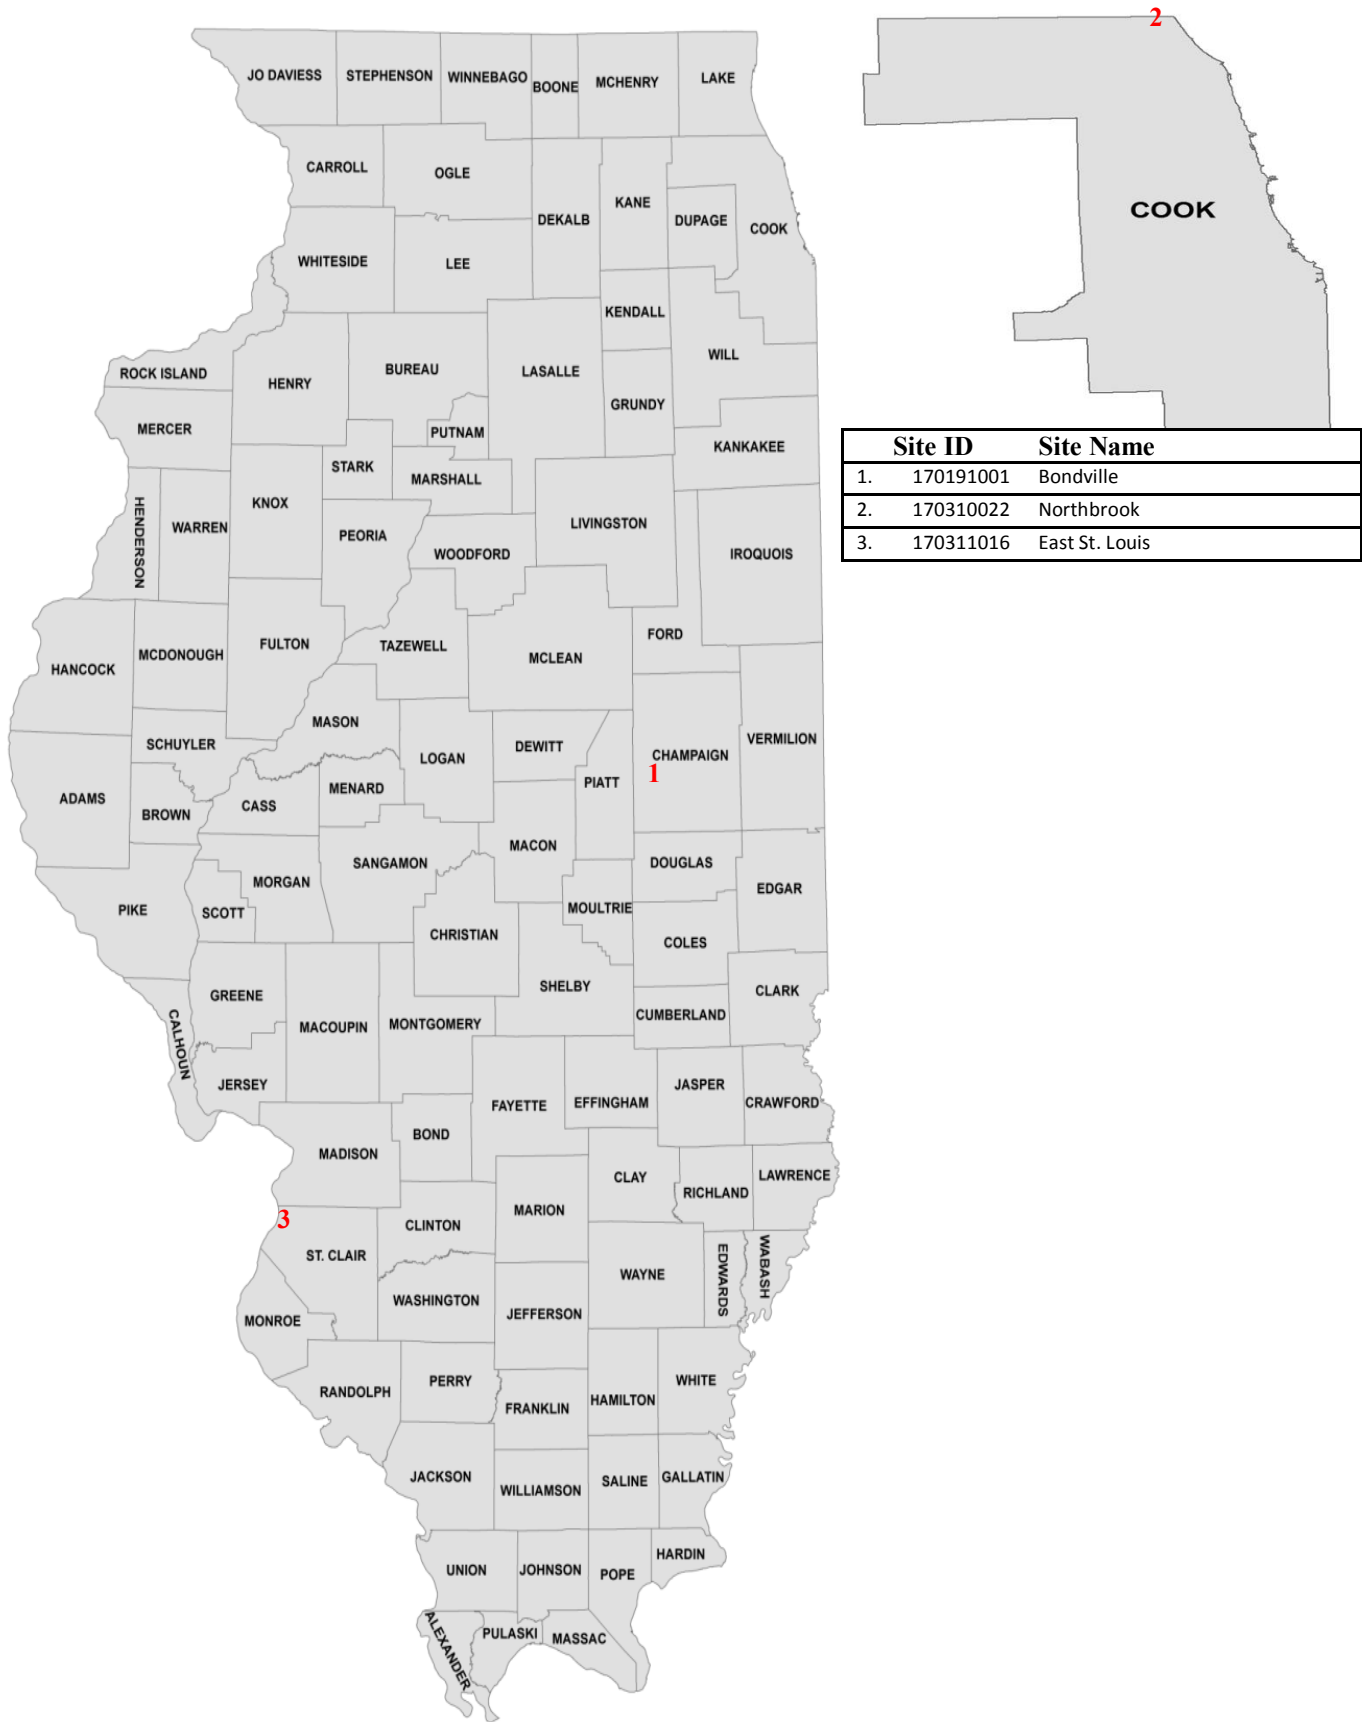 2
JO DAVIESS
STEPHENSON
WINNEBAGO
BOONE
MCHENRY
LAKE
CARROLL
OGLE
DEKALB
KANE
DUPAGE
COOK
COOK
WHITESIDE
LEE
KENDALL
WILL
ROCK ISLAND
HENRY
BUREAU
LASALLE
GRUNDY
MERCER
PUTNAM
KANKAKEE
STARK
MARSHALL
Site ID Site Name
1. 170191001 Bondville
2. 170310022 Northbrook
3. 170311016 East St. Louis
HENDERSON
WARREN
KNOX
PEORIA
WOODFORD
LIVINGSTON
IROQUOIS
HANCOCK
MCDONOUGH
FULTON
TAZEWELL
MCLEAN
FORD
SCHUYLER
MASON
LOGAN
DEWITT
PIATT
CHAMPAIGN
1
VERMILION
ADAMS
BROWN
CASS
MENARD
MACON
PIKE
SCOTT
MORGAN
SANGAMON
CHRISTIAN
MOULTRIE
DOUGLAS
EDGAR
COLES
SHELBY
CUMBERLAND
CLARK
CALHOUN
GREENE
MACOUPIN
MONTGOMERY
JERSEY
FAYETTE
EFFINGHAM
JASPER
CRAWFORD
MADISON
BOND
CLAY
RICHLAND
LAWRENCE
3
ST. CLAIR
CLINTON
MARION
WAYNE
EDWARDS
WABASH
MONROE
WASHINGTON
JEFFERSON
RANDOLPH
PERRY
FRANKLIN
HAMILTON
WHITE
JACKSON
WILLIAMSON
SALINE
GALLATIN
UNION
JOHNSON
POPE
HARDIN
ALEXANDER
PULASKI
MASSAC